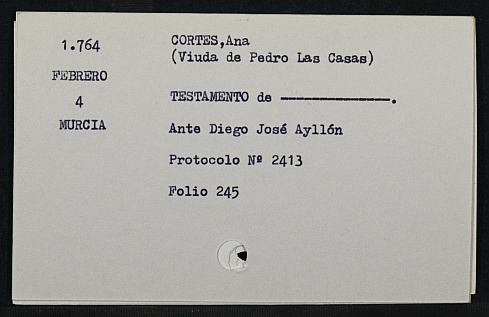 1.764
FEBRERO
4
MURCIA
CORTES,Ana
(Viuda de Pedro Las Casas)
TESTAMENTO de ———————.
Ante Diego José Ayllón
Protocolo Nº 2413
Folio 245